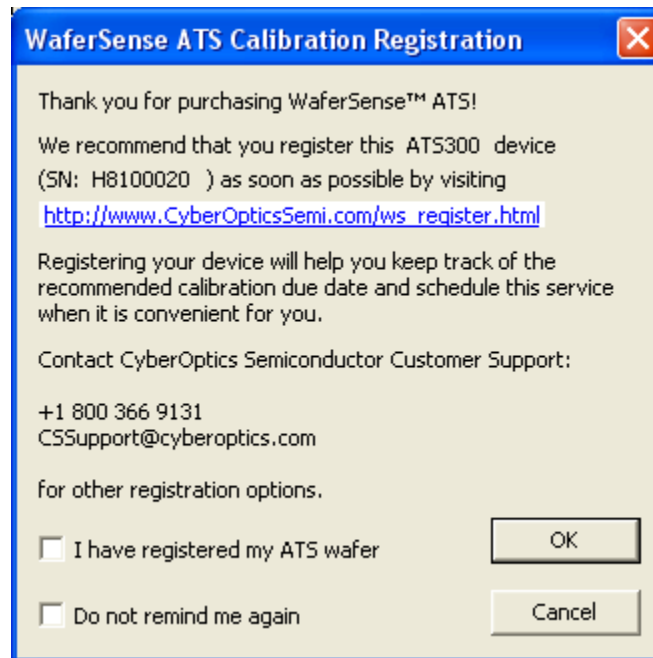 WaferSense ATS Calibration Registration
Thank you for purchasing WaferSense™ ATS!
We recommend that you register this ATS300 device
(SN: H8100020 ) as soon as possible by visiting
http://www.CyberOpticsSemi.com/ws_register.html
Registering your device will help you keep track of the
recommended calibration due date and schedule this service
when it is convenient for you.
Contact CyberOptics Semiconductor Customer Support:
+1 800 366 9131
CSSupport@cyberoptics.com
for other registration options.
I have registered my ATS wafer
OK
Do not remind me again
Cancel